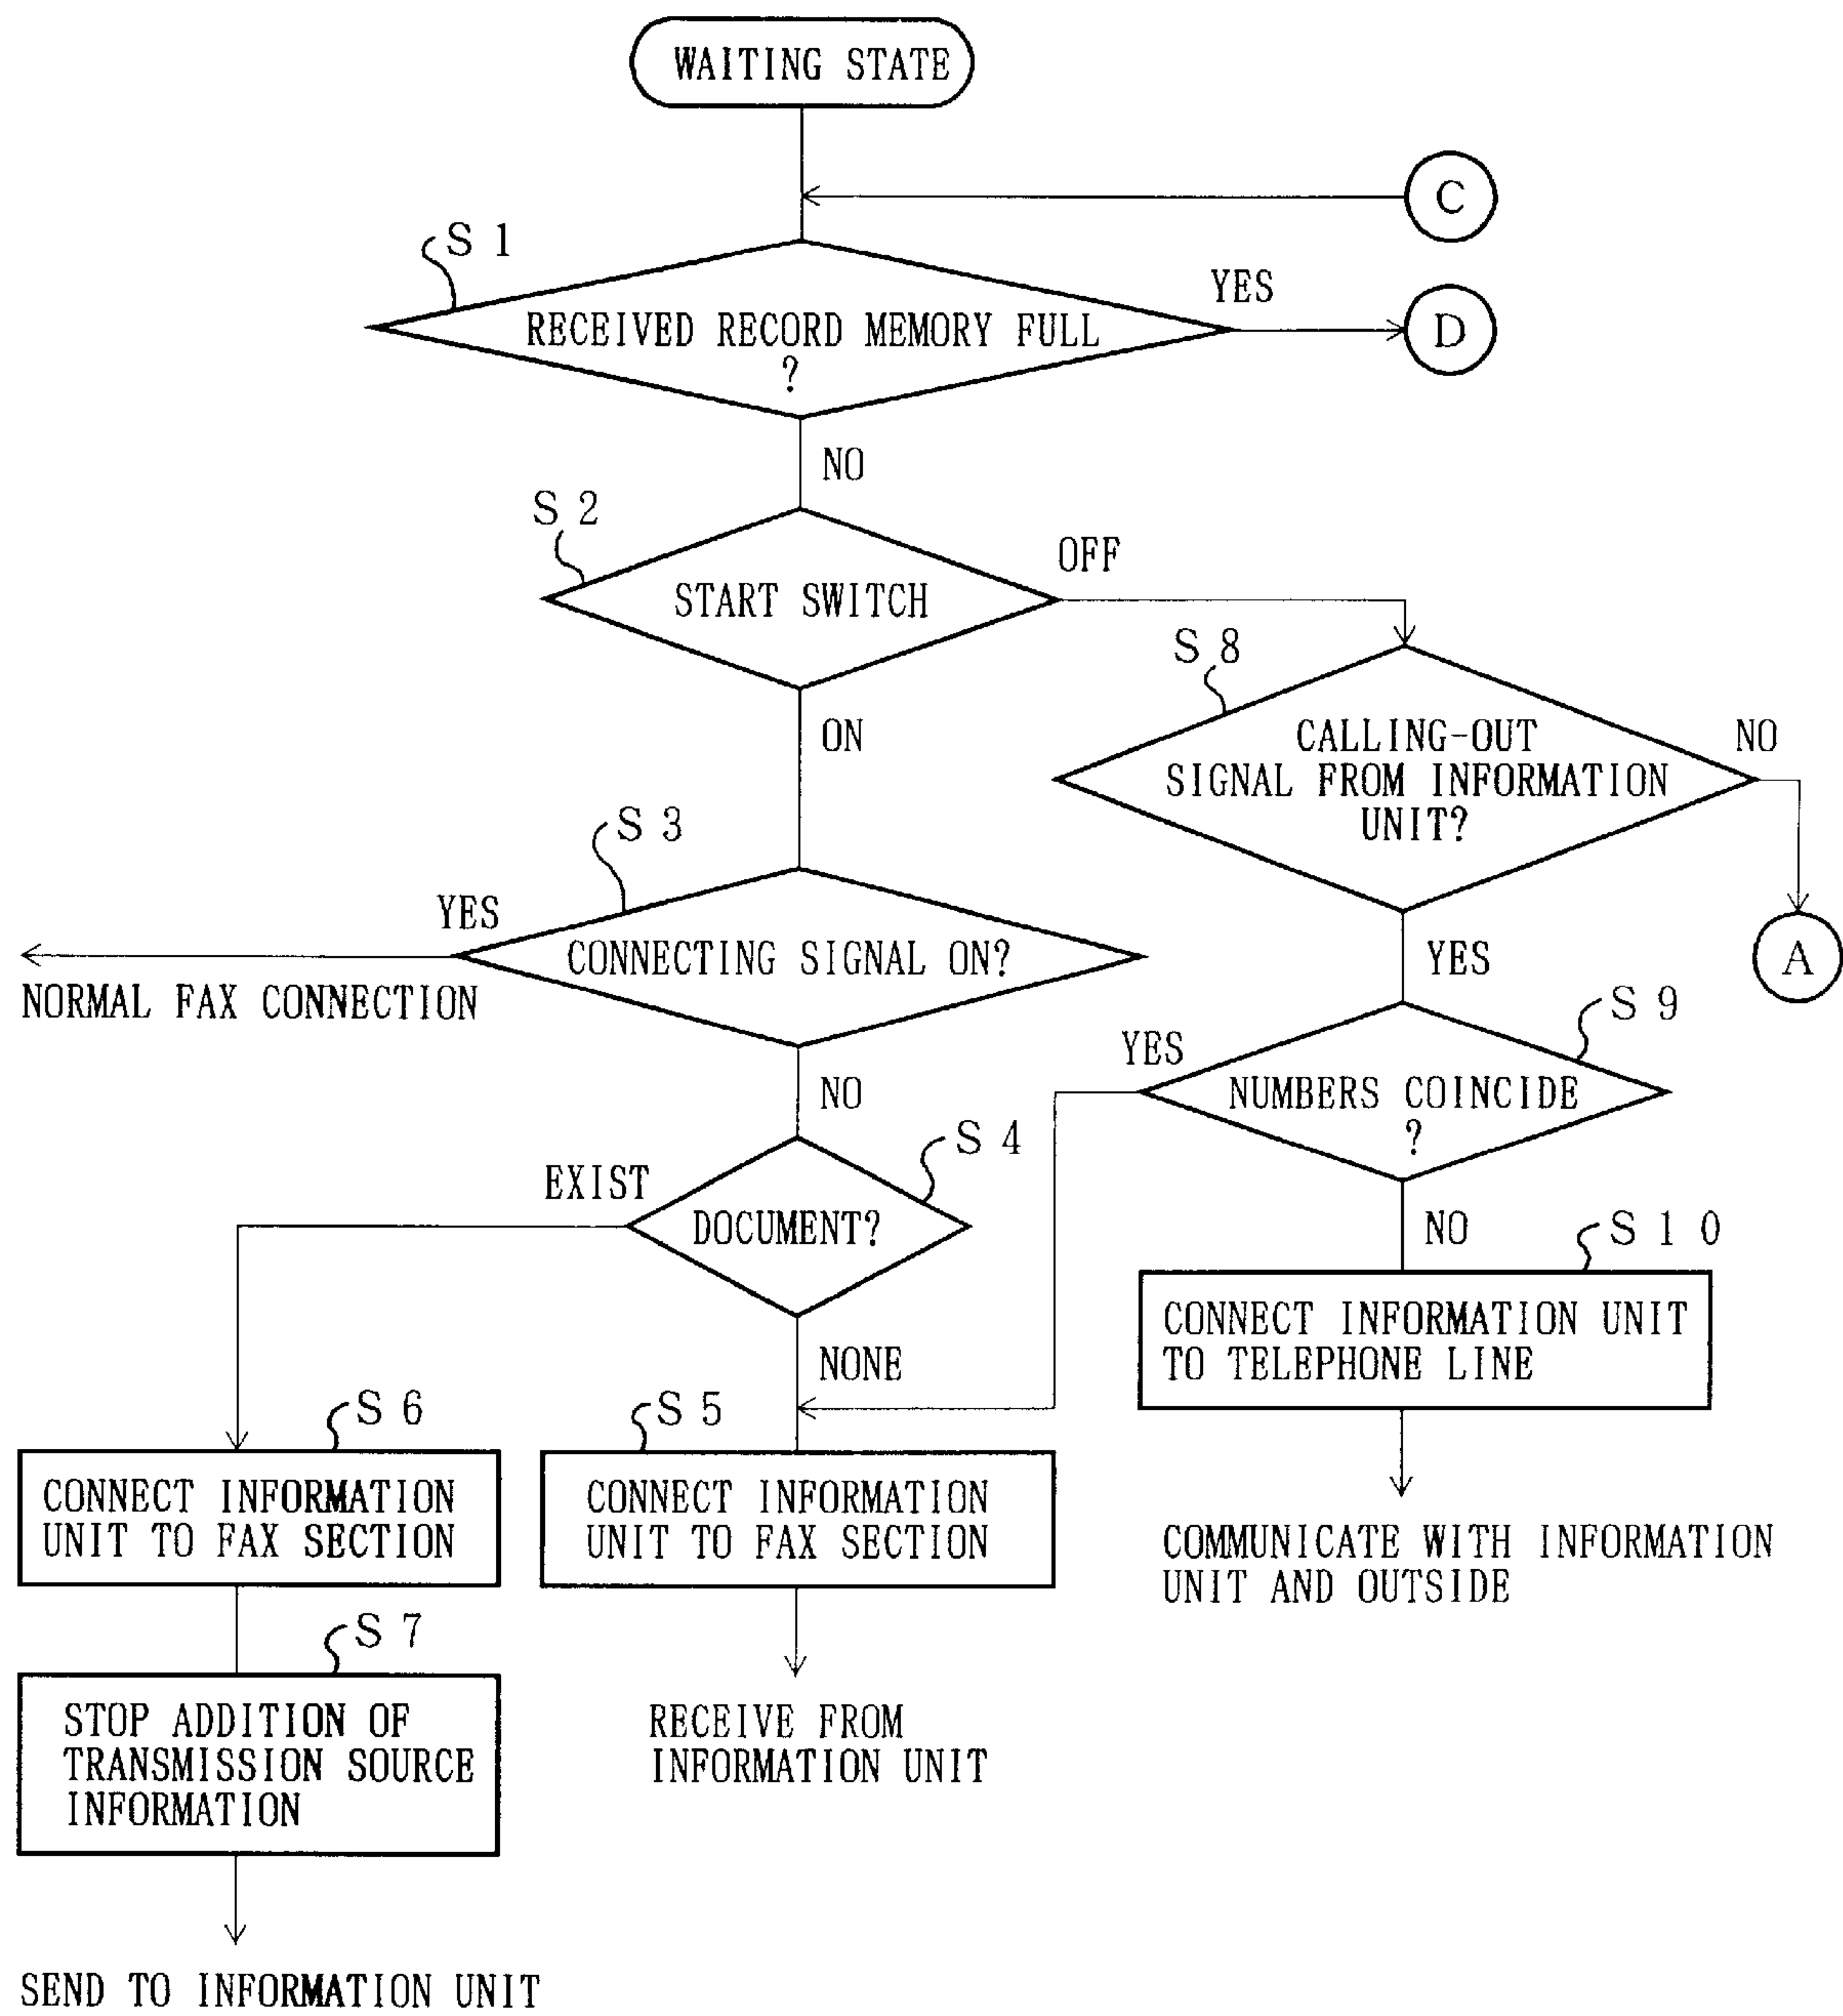 WAITING STATE
C
S 1
YES
RECEIVED RECORD MEMORY FULL
?
D
NO
S 2
OFF
START SWITCH
S 8
ON
CALLING-OUT
SIGNAL FROM INFORMATION
UNIT?
NO
S 3
YES
CONNECTING SIGNAL ON?
NORMAL FAX CONNECTION
YES
A
S 9
YES
NUMBERS COINCIDE
?
NO
S 4
EXIST
DOCUMENT?
NO
S 1 0
CONNECT INFORMATION UNIT
TO TELEPHONE LINE
NONE
S 6
S 5
CONNECT INFORMATION
UNIT TO FAX SECTION
CONNECT INFORMATION
UNIT TO FAX SECTION
COMMUNICATE WITH INFORMATION
UNIT AND OUTSIDE
S 7
STOP ADDITION OF
TRANSMISSION SOURCE
INFORMATION
RECEIVE FROM
INFORMATION UNIT
SEND TO INFORMATION UNIT